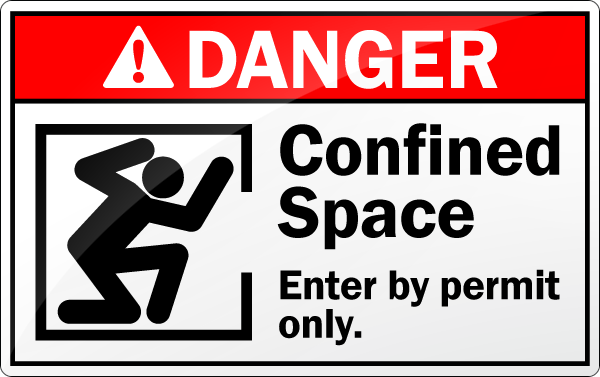 DANGER
Confined
Space
Enter by permit
only.